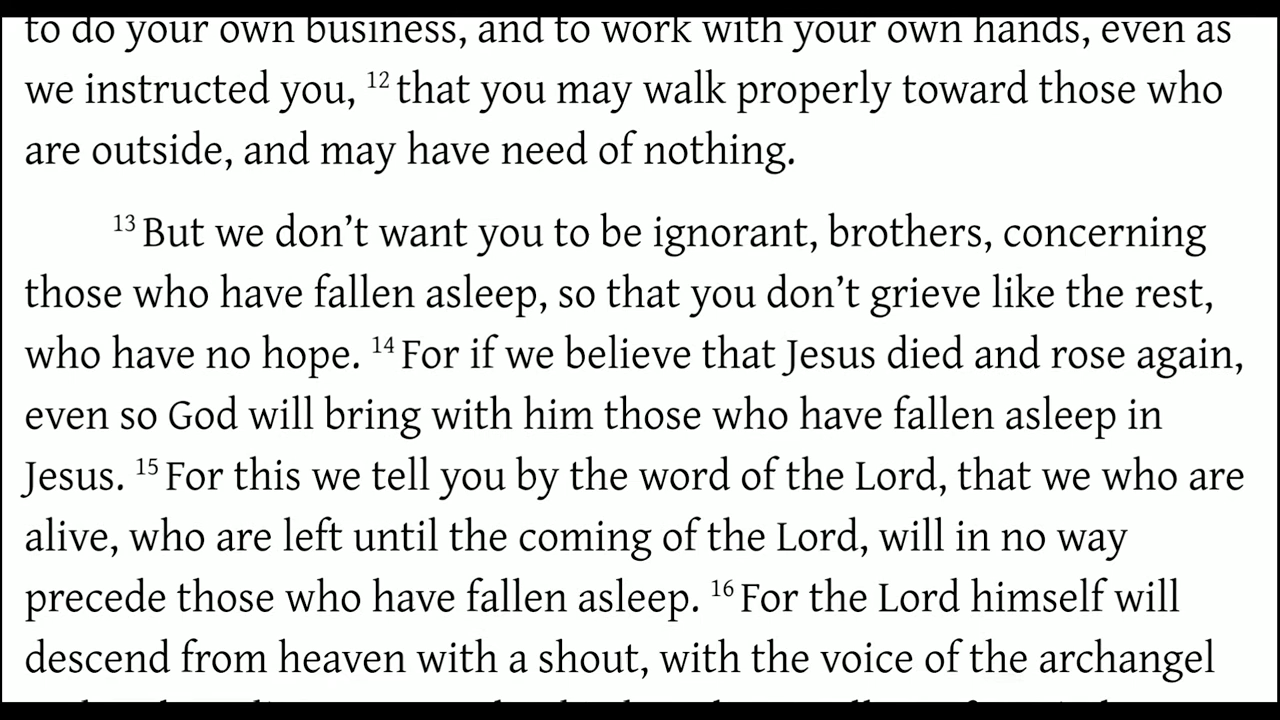 to do your own business, and to work with your own hands, even as
we instructed you, 12 that you may walk properly toward those who
are outside, and may have need of nothing.
13 But we don’t want you to be ignorant, brothers, concerning
those who have fallen asleep, so that you don’t grieve like the rest,
who have no hope. 14 For if we believe that Jesus died and rose again,
even so God will bring with him those who have fallen asleep in
Jesus. 15 For this we tell you by the word of the Lord, that we who are
alive, who are left until the coming of the Lord, will in no way
precede those who have fallen asleep. 16 For the Lord himself will
descend from heaven with a shout, with the voice of the archangel